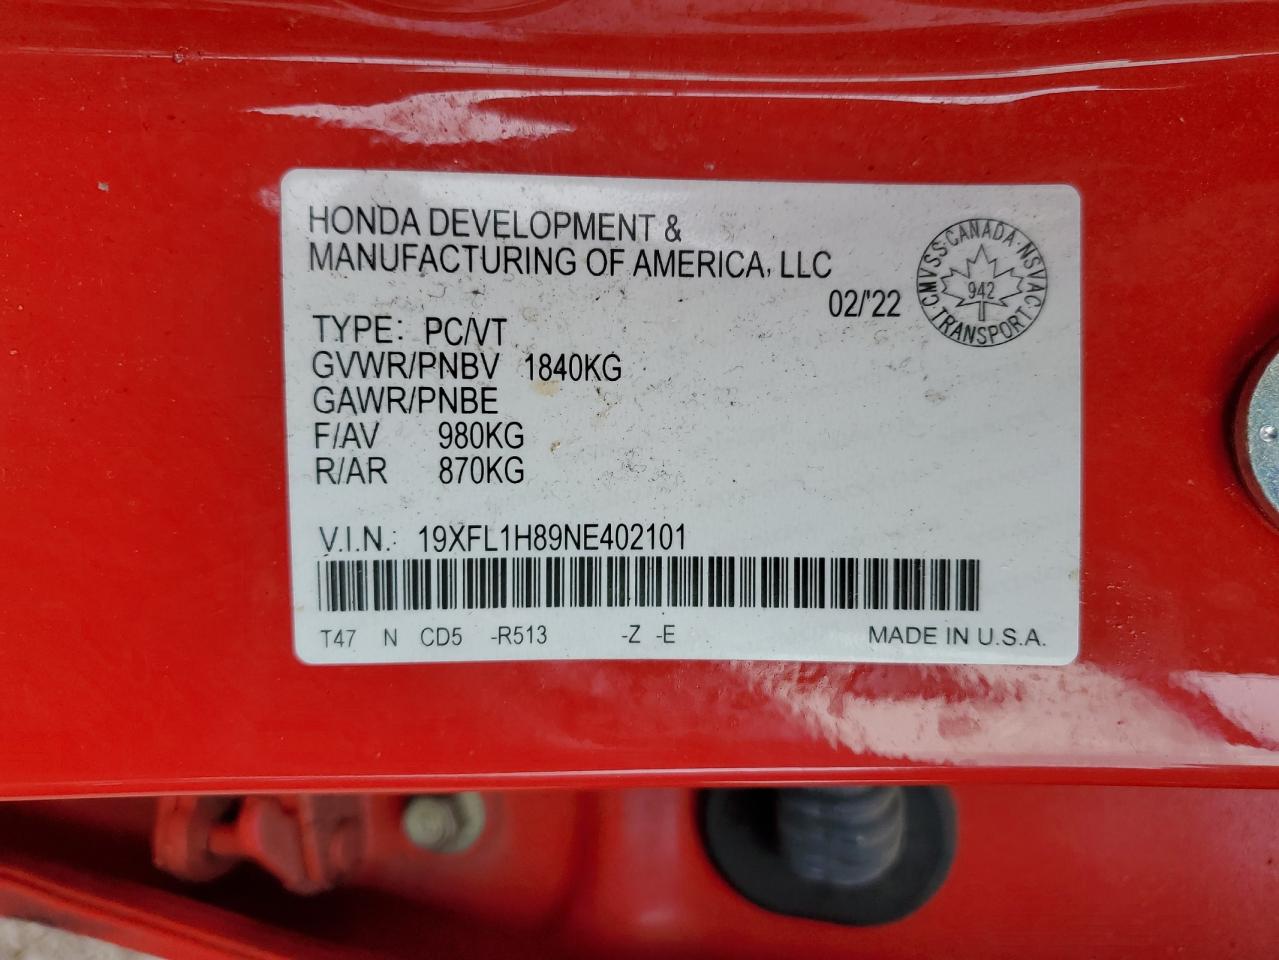 HONDA DEVELOPMENT &
MANUFACTURING OF AMERICA, LLC
02/'22
CMVSS·CANADA·NSVAC
942
TRANSPORT
TYPE: PC/VT
GVWR/PNBV 1840KG
GAWR/PNBE
F/AV 980KG
R/AR 870KG
V.I.N.: 19XFL1H89NE402101
T47 N CD5 -R513 -Z -E MADE IN U.S.A.